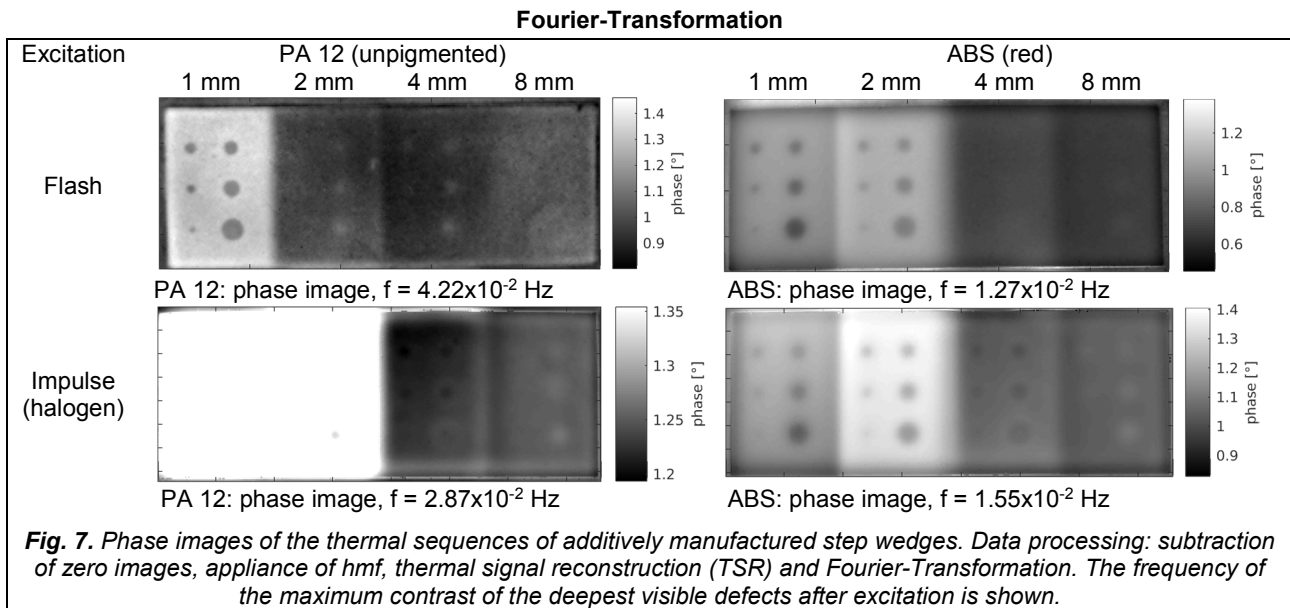 Fourier-Transformation
Excitation PA 12 (unpigmented) ABS (red)
1 mm 2 mm 4 mm 8 mm 1 mm 2 mm 4 mm 8 mm
Flash
1.4
1.3
1.2
1.1
1
0.9
phase [°]
1.2
1
0.8
0.6
phase [°]
PA 12: phase image, f = 4.22x10⁻² Hz ABS: phase image, f = 1.27x10⁻² Hz
Impulse
(halogen)
1.35
1.3
1.25
1.2
phase [°]
1.4
1.3
1.2
1.1
1
0.9
phase [°]
PA 12: phase image, f = 2.87x10⁻² Hz ABS: phase image, f = 1.55x10⁻² Hz
Fig. 7. Phase images of the thermal sequences of additively manufactured step wedges. Data processing: subtraction
of zero images, appliance of hmf, thermal signal reconstruction (TSR) and Fourier-Transformation. The frequency of
the maximum contrast of the deepest visible defects after excitation is shown.